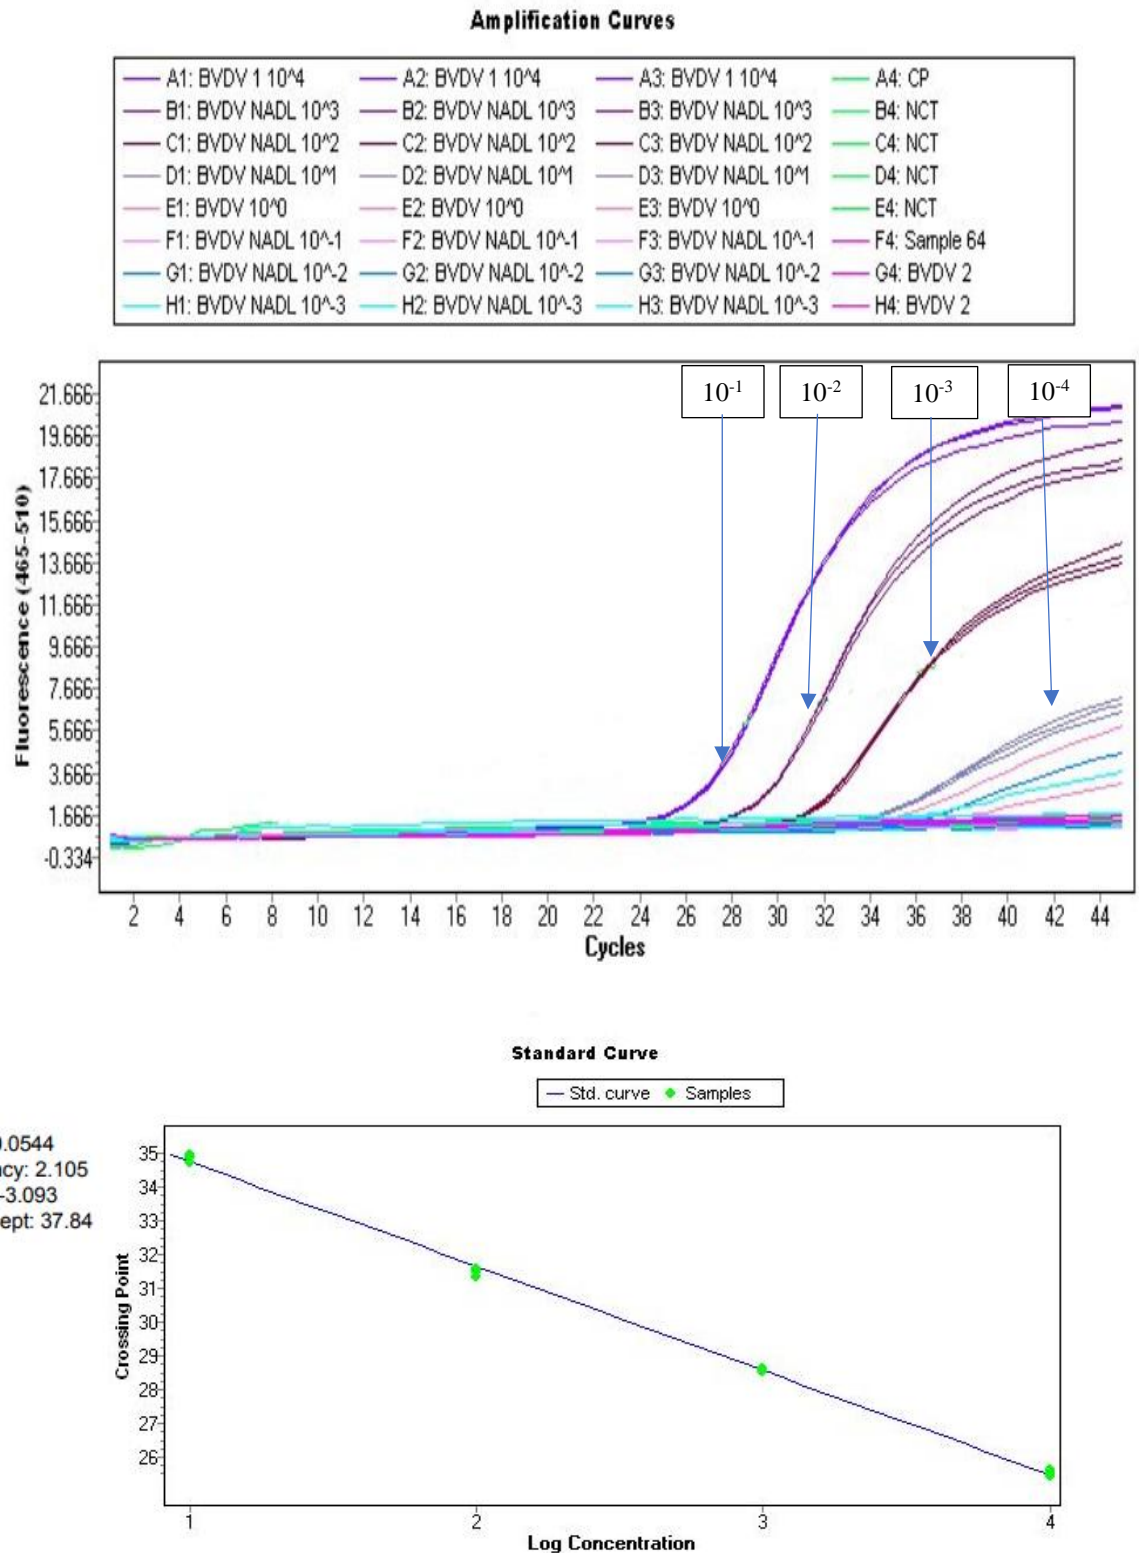 Amplification Curves
A1: BVDV 1 10^4 A2: BVDV 1 10^4 A3: BVDV 1 10^4 A4: CP
B1: BVDV NADL 10^3 B2: BVDV NADL 10^3 B3: BVDV NADL 10^3 B4: NCT
C1: BVDV NADL 10^2 C2: BVDV NADL 10^2 C3: BVDV NADL 10^2 C4: NCT
D1: BVDV NADL 10^1 D2: BVDV NADL 10^1 D3: BVDV NADL 10^1 D4: NCT
E1: BVDV 10^0 E2: BVDV 10^0 E3: BVDV 10^0 E4: NCT
F1: BVDV NADL 10^-1 F2: BVDV NADL 10^-1 F3: BVDV NADL 10^-1 F4: Sample 64
G1: BVDV NADL 10^-2 G2: BVDV NADL 10^-2 G3: BVDV NADL 10^-2 G4: BVDV 2
H1: BVDV NADL 10^-3 H2: BVDV NADL 10^-3 H3: BVDV NADL 10^-3 H4: BVDV 2
10⁻¹ 10⁻² 10⁻³ 10⁻⁴
21.666
19.666
17.666
15.666
13.666
11.666
9.666
7.666
5.666
3.666
1.666
-0.334
Fluorescence (465-510)
2 4 6 8 10 12 14 16 18 20 22 24 26 28 30 32 34 36 38 40 42 44
Cycles
Standard Curve
Std. curve Samples
0.0544
ncy: 2.105
-3.093
ept: 37.84
35
34
33
32
31
30
29
28
27
26
Crossing Point
1 2 3 4
Log Concentration